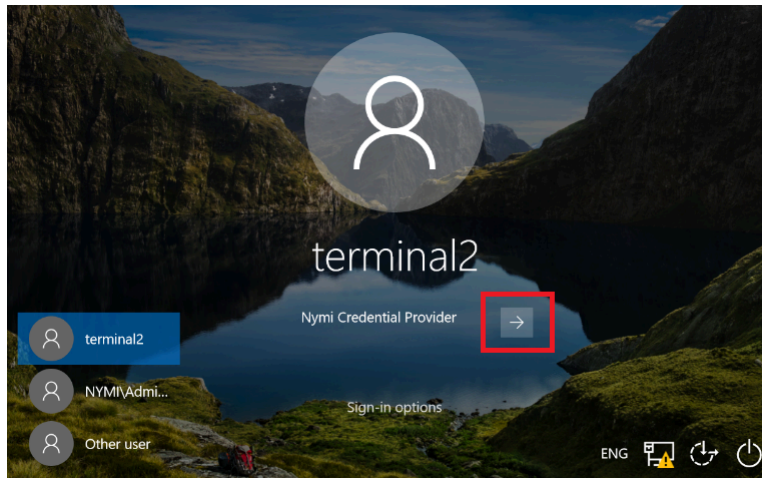 terminal2
Nymi Credential Provider
terminal2
NYMI\Admi...
Sign-in options
Other user
ENG